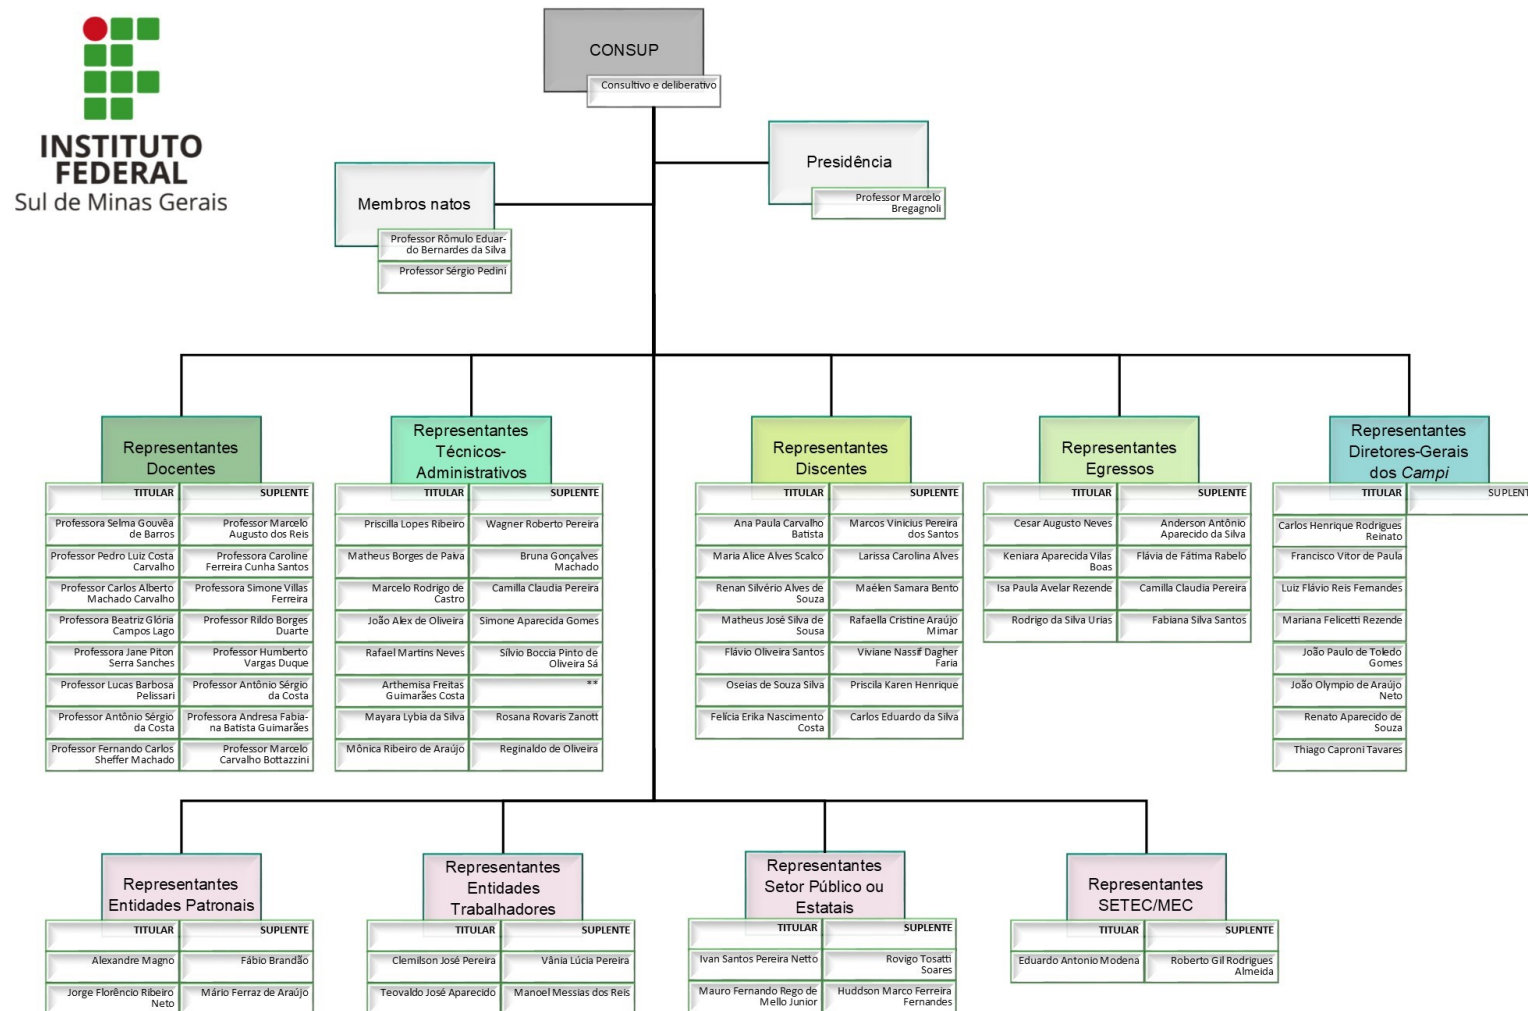 INSTITUTO
FEDERAL
Sul de Minas Gerais
CONSUP
Consultivo e deliberativo
Presidência
Professor Marcelo
Bregagnoli
Membros natos
Professor Rômulo Eduar-
do Bernardes da Silva
Professor Sérgio Pedini
Representantes
Docentes
TITULAR
SUPLENTE
Professora Selma Gouvêa
de Barros
Professor Marcelo
Augusto dos Reis
Professor Pedro Luiz Costa
Carvalho
Professora Caroline
Ferreira Cunha Santos
Professor Carlos Alberto
Machado Carvalho
Professora Simone Villas
Ferreira
Professora Beatriz Glória
Campos Lago
Professor Rildo Borges
Duarte
Professora Jane Piton
Serra Sanches
Professor Humberto
Vargas Duque
Professor Lucas Barbosa
Pelissari
Professor Antônio Sérgio
da Costa
Professor Antônio Sérgio
da Costa
Professora Andresa Fabia-
na Batista Guimarães
Professor Fernando Carlos
Sheffer Machado
Professor Marcelo
Carvalho Bottazzini
Representantes
Técnicos-
Administrativos
TITULAR
SUPLENTE
Priscilla Lopes Ribeiro
Wagner Roberto Pereira
Matheus Borges de Paiva
Bruna Gonçalves
Machado
Marcelo Rodrigo de
Castro
Camilla Claudia Pereira
João Alex de Oliveira
Simone Aparecida Gomes
Rafael Martins Neves
Sílvio Boccia Pinto de
Oliveira Sá
Arthemisa Freitas
Guimarães Costa
**
Mayara Lybia da Silva
Rosana Rovaris Zanotti
Mônica Ribeiro de Araújo
Reginaldo de Oliveira
Representantes
Discentes
TITULAR
SUPLENTE
Ana Paula Carvalho
Batista
Marcos Vinicius Pereira
dos Santos
Maria Alice Alves Scalco
Larissa Carolina Alves
Renan Silvério Alves de
Souza
Maélen Samara Bento
Matheus José Silva de
Sousa
Rafaella Cristine Araújo
Mimar
Flávio Oliveira Santos
Viviane Nassif Dagher
Faria
Oseias de Souza Silva
Priscila Karen Henrique
Felícia Erika Nascimento
Costa
Carlos Eduardo da Silva
Representantes
Egressos
TITULAR
SUPLENTE
Cesar Augusto Neves
Anderson Antônio
Aparecido da Silva
Keniara Aparecida Vilas
Boas
Flávia de Fátima Rabelo
Isa Paula Avelar Rezende
Camilla Claudia Pereira
Rodrigo da Silva Urias
Fabiana Silva Santos
Representantes
Diretores-Gerais
dos Campi
TITULAR
SUPLENTE
Carlos Henrique Rodrigues
Reinato
Francisco Vitor de Paula
Luiz Flávio Reis Fernandes
Mariana Felicetti Rezende
João Paulo de Toledo
Gomes
João Olympio de Araújo
Neto
Renato Aparecido de
Souza
Thiago Caproni Tavares
Representantes
Entidades Patronais
TITULAR
SUPLENTE
Alexandre Magno
Fábio Brandão
Jorge Florêncio Ribeiro
Neto
Mário Ferraz de Araújo
Representantes
Entidades
Trabalhadores
TITULAR
SUPLENTE
Clemilson José Pereira
Vânia Lúcia Pereira
Teovaldo José Aparecido
Manoel Messias dos Reis
Representantes
Setor Público ou
Estatais
TITULAR
SUPLENTE
Ivan Santos Pereira Netto
Rovigo Tosatti
Soares
Mauro Fernando Rego de
Mello Junior
Huddson Marco Ferreira
Fernandes
Representantes
SETEC/MEC
TITULAR
SUPLENTE
Eduardo Antonio Modena
Roberto Gil Rodrigues
Almeida